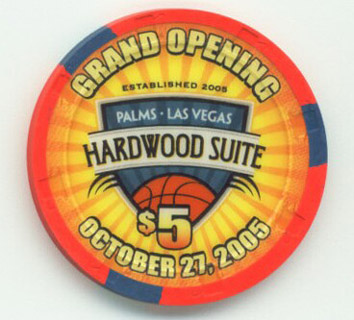 GRAND OPENING
ESTABLISHED 2005
PALMS · LAS VEGAS
HARDWOOD SUITE
$5
OCTOBER 27, 2005